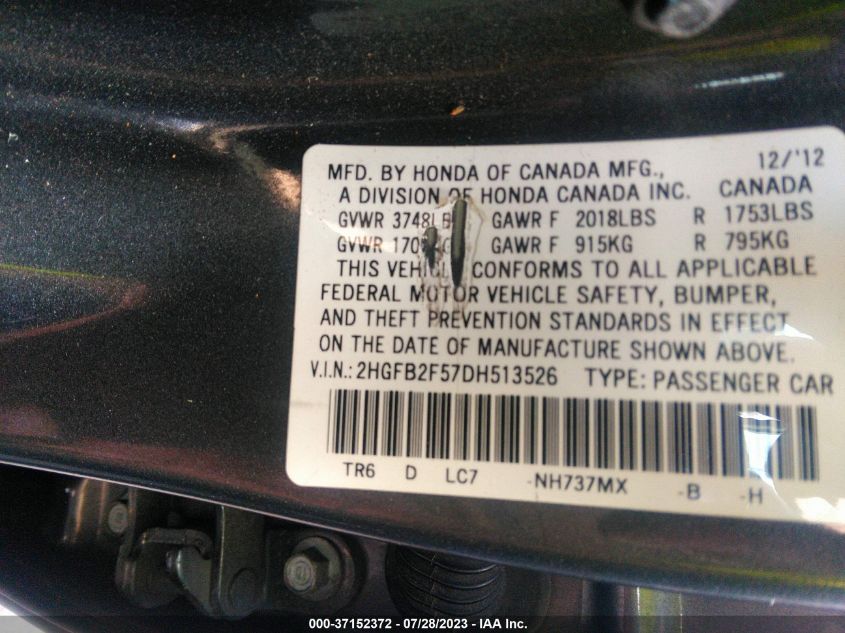 12/'12
MFD. BY HONDA OF CANADA MFG.,
A DIVISION OF HONDA CANADA INC. CANADA
GVWR 3748LBS GAWR F 2018LBS R 1753LBS
GVWR GAWR F 915KG R 795KG
THIS VEHICLE CONFORMS TO ALL APPLICABLE
FEDERAL MOTOR VEHICLE SAFETY, BUMPER,
AND THEFT PREVENTION STANDARDS IN EFFECT
ON THE DATE OF MANUFACTURE SHOWN ABOVE.
V.I.N.: 2HGFB2F57DH513526 TYPE: PASSENGER CAR
TR6 D LC7 -NH737MX -B -H
000-37152372 - 07/28/2023 - IAA Inc.